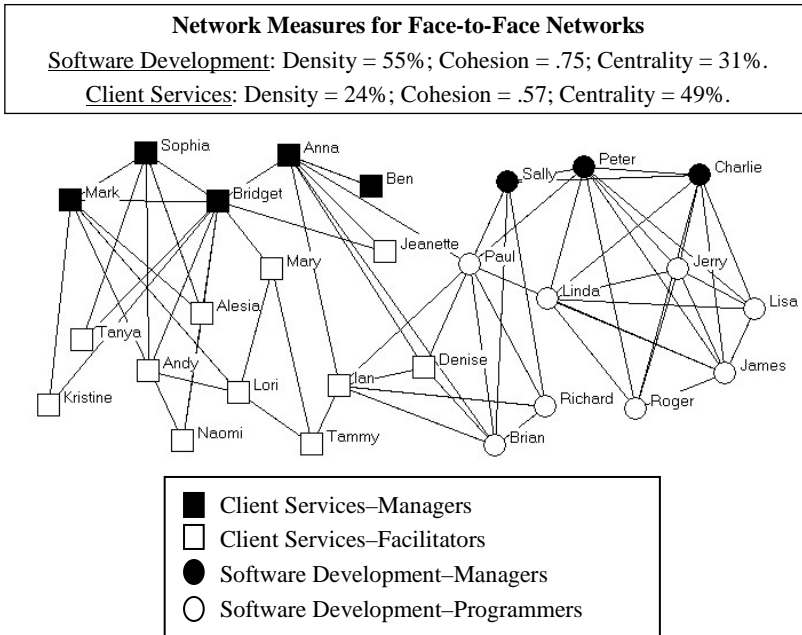 Network Measures for Face-to-Face Networks
Software Development: Density = 55%; Cohesion = .75; Centrality = 31%.
Client Services: Density = 24%; Cohesion = .57; Centrality = 49%.
Sophia
Anna
Peter
Charlie
Sally
Ben
Mark
Bridget
Jeanette
Paul
Mary
Jerry
Linda
Lisa
Alesia
Tanya
Andy
Denise
James
Ian
Lori
Kristine
Richard
Roger
Naomi
Tammy
Brian
Client Services–Managers
Client Services–Facilitators
Software Development–Managers
Software Development–Programmers